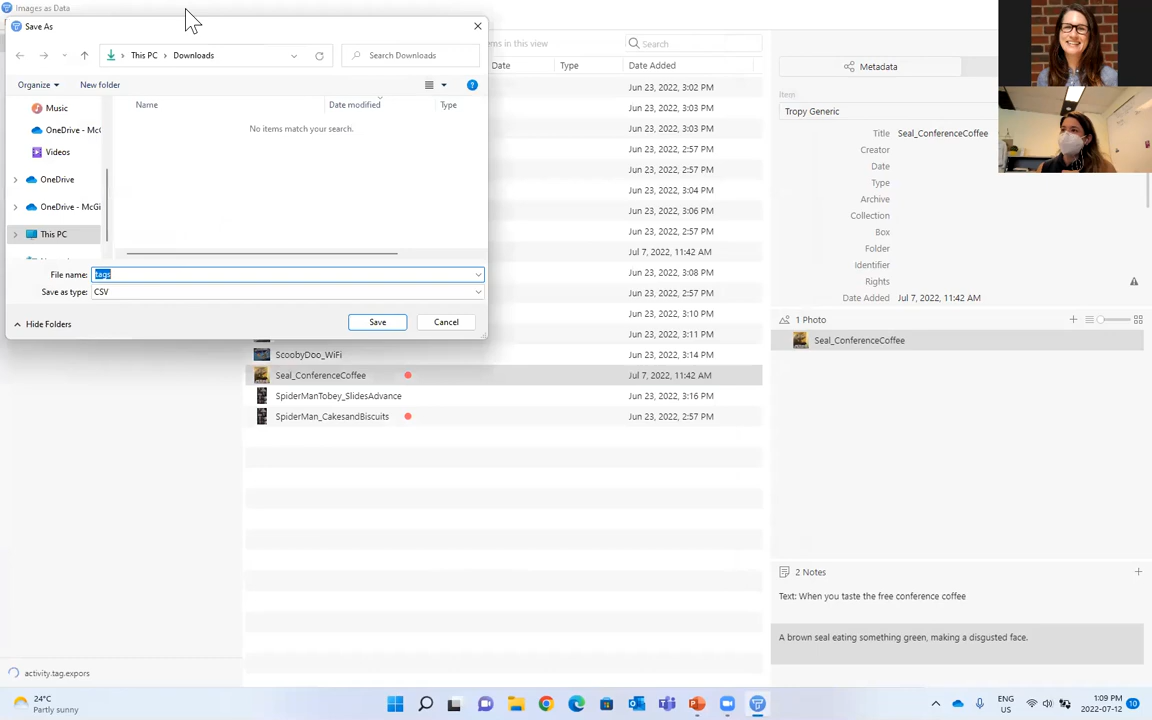 Images as Data
Save As
This PC > Downloads
Search Downloads
Organize
New folder
Music
OneDrive - McG
Videos
OneDrive
OneDrive - McGi
This PC
Name
Date modified
Type
No items match your search.
File name: tags
Save as type: CSV
Hide Folders
Save
Cancel
ems in this view
Search
Date
Type
Date Added
Jun 23, 2022, 3:02 PM
Jun 23, 2022, 3:08 PM
Jun 23, 2022, 3:09 PM
Jun 23, 2022, 2:57 PM
Jun 23, 2022, 2:57 PM
Jun 23, 2022, 3:04 PM
Jun 23, 2022, 3:06 PM
Jun 23, 2022, 2:57 PM
Jul 7, 2022, 11:42 AM
Jun 23, 2022, 3:08 PM
Jun 23, 2022, 2:57 PM
Jun 23, 2022, 3:10 PM
Jun 23, 2022, 3:11 PM
ScoobyDoo_WiFi
Jun 23, 2022, 3:14 PM
Seal_ConferenceCoffee
Jul 7, 2022, 11:42 AM
SpiderManTobey_SlidesAdvance
Jun 23, 2022, 3:16 PM
SpiderMan_CakesandBiscuits
Jun 23, 2022, 2:57 PM
Metadata
Item
Tropy Generic
Title Seal_ConferenceCoffee
Creator
Date
Type
Archive
Collection
Box
Folder
Identifier
Rights
Date Added Jul 7, 2022, 11:42 AM
1 Photo
Seal_ConferenceCoffee
2 Notes
Text: When you taste the free conference coffee
A brown seal eating something green, making a disgusted face.
activity.tag.expors
24°C
Partly sunny
ENG
US
1:09 PM
2022-07-12
10